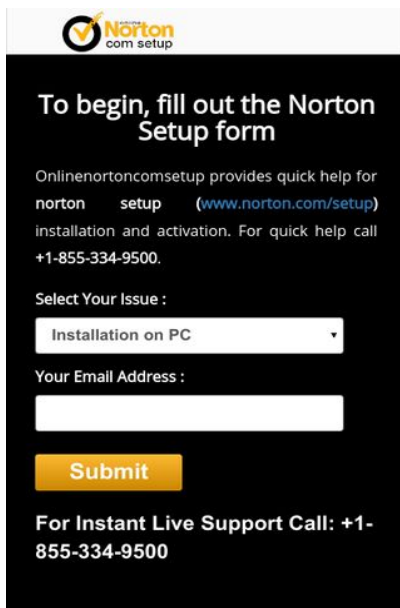 Norton
com setup
To begin, fill out the Norton
Setup form
Onlinenortoncomsetup provides quick help for
norton setup (www.norton.com/setup)
installation and activation. For quick help call
+1-855-334-9500.
Select Your Issue :
Installation on PC
Your Email Address :
Submit
For Instant Live Support Call: +1-
855-334-9500